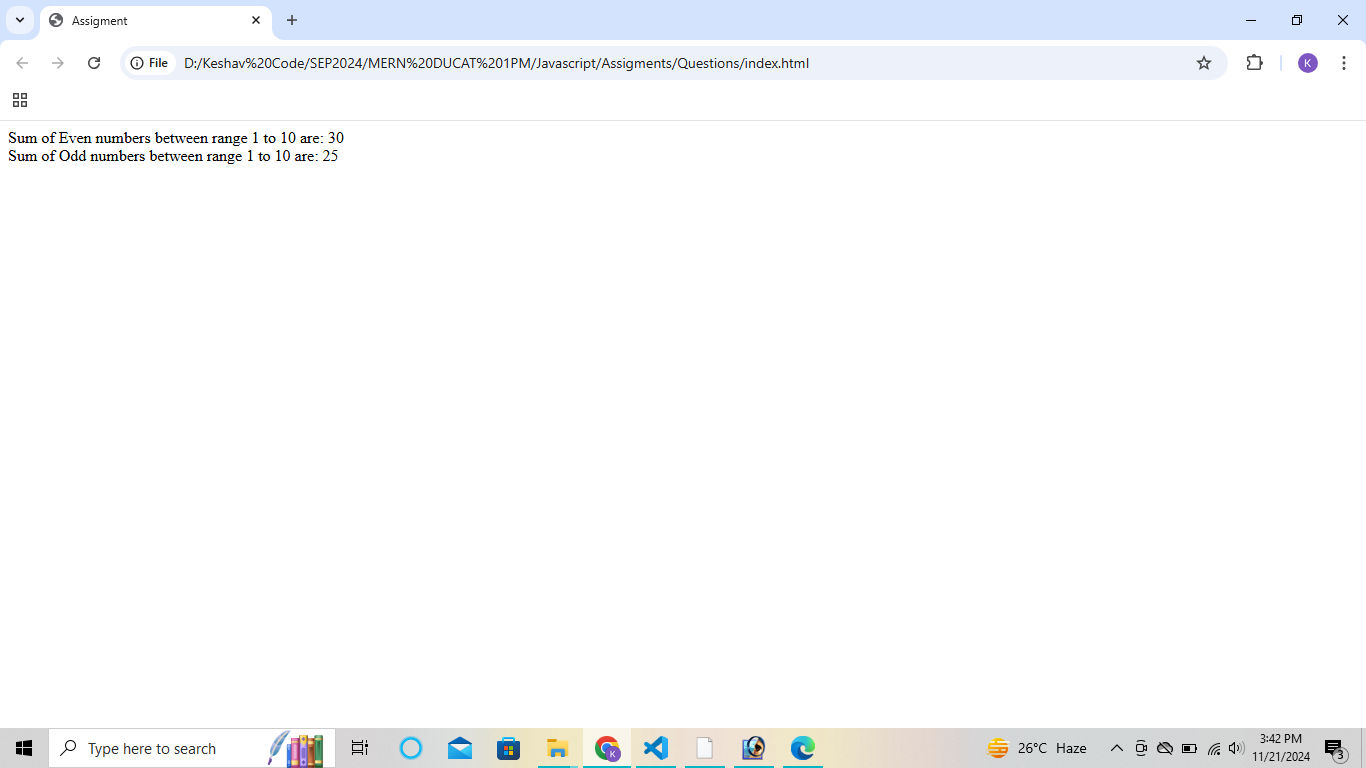 Assigment
File
D:/Keshav%20Code/SEP2024/MERN%20DUCAT%201PM/Javascript/Assigments/Questions/index.html
K
Sum of Even numbers between range 1 to 10 are: 30
Sum of Odd numbers between range 1 to 10 are: 25
Type here to search
K
26°C Haze
3:42 PM
11/21/2024
3